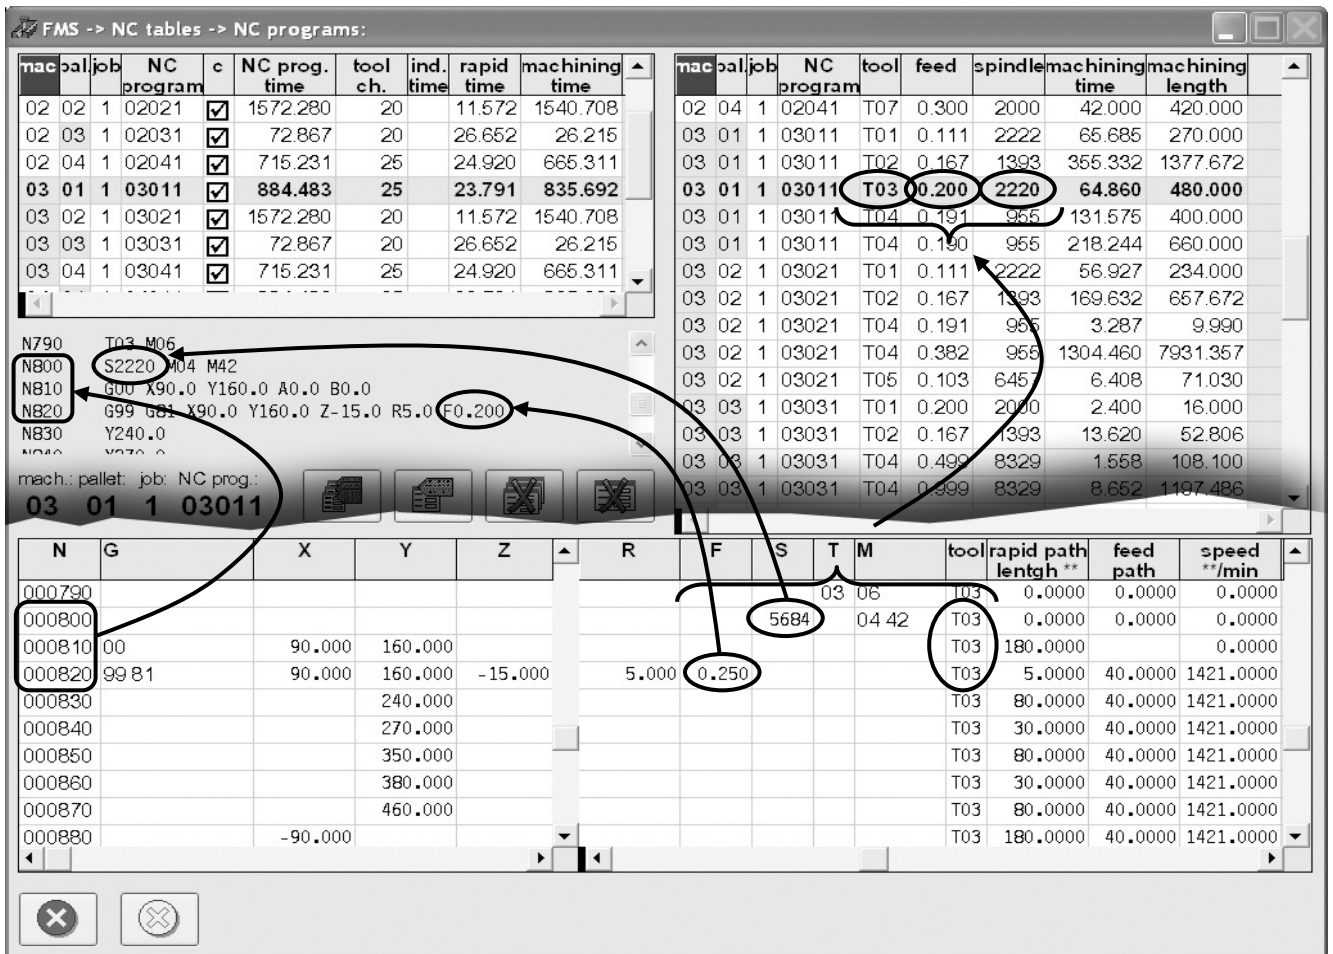 FMS -> NC tables -> NC programs:
mac pal. job NC program c NC prog. time tool ch. ind. time rapid time machining time
02 02 1 02021 1572.280 20 11.572 1540.708
02 03 1 02031 72.867 20 26.652 26.215
02 04 1 02041 715.231 25 24.920 665.311
03 01 1 03011 884.483 25 23.791 835.692
03 02 1 03021 1572.280 20 11.572 1540.708
03 03 1 03031 72.867 20 26.652 26.215
03 04 1 03041 715.231 25 24.920 665.311
mac pal. job NC program tool feed spindle machining time machining length
02 04 1 02041 T07 0.300 2000 42.000 420.000
03 01 1 03011 T01 0.111 2222 65.685 270.000
03 01 1 03011 T02 0.167 1393 355.332 1377.672
03 01 1 03011 T03 0.200 2220 64.860 480.000
03 01 1 03011 T04 0.191 955 131.575 400.000
03 01 1 03011 T04 0.190 955 218.244 660.000
03 02 1 03021 T01 0.111 2222 56.927 234.000
03 02 1 03021 T02 0.167 1393 169.632 657.672
03 02 1 03021 T04 0.191 955 3.287 9.990
03 02 1 03021 T04 0.382 955 1304.460 7931.357
03 02 1 03021 T05 0.103 6457 6.408 71.030
03 03 1 03031 T01 0.200 2000 2.400 16.000
03 03 1 03031 T02 0.167 1393 13.620 52.806
03 03 1 03031 T04 0.499 8329 1.558 108.100
03 03 1 03031 T04 0.999 8329 8.652 1197.486
N790 T03 M06
N800 S2220 M04 M42
N810 G00 X90.0 Y160.0 A0.0 B0.0
N820 G99 G81 X90.0 Y160.0 Z-15.0 R5.0 F0.200
N830 Y240.0
mach.: pallet: job: NC prog.:
03 01 1 03011
N G X Y Z R F S T M tool rapid path lentgh ** feed path speed **/min
000790 03 06 T03 0.0000 0.0000 0.0000
000800 5684 04 42 T03 0.0000 0.0000 0.0000
000810 00 90.000 160.000 T03 180.0000 0.0000
000820 99 81 90.000 160.000 -15.000 5.000 0.250 T03 5.0000 40.0000 1421.0000
000830 240.000 T03 80.0000 40.0000 1421.0000
000840 270.000 T03 30.0000 40.0000 1421.0000
000850 350.000 T03 80.0000 40.0000 1421.0000
000860 380.000 T03 30.0000 40.0000 1421.0000
000870 460.000 T03 80.0000 40.0000 1421.0000
000880 -90.000 T03 180.0000 40.0000 1421.0000